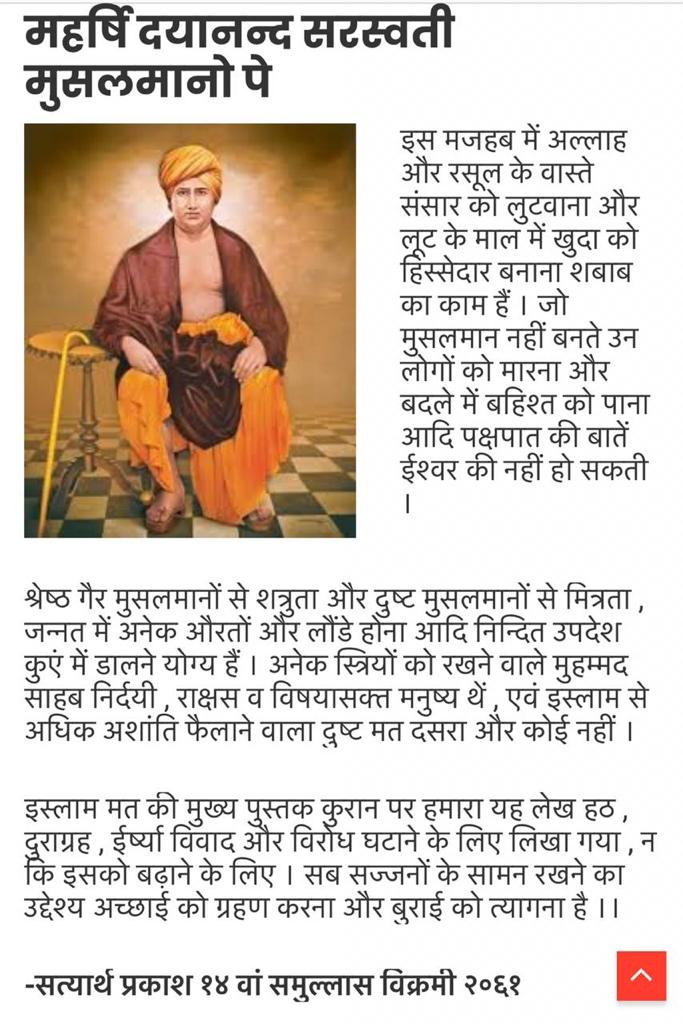 महर्षि दयानन्द सरस्वती
मुसलमानो पे
इस मजहब में अल्लाह
और रसूल के वास्ते
संसार को लुटवाना और
लूट के माल में खुदा को
हिस्सेदार बनाना शबाब
का काम हैं । जो
मुसलमान नहीं बनते उन
लोगों को मारना और
बदले में बहिश्त को पाना
आदि पक्षपात की बातें
ईश्वर की नहीं हो सकती
।
श्रेष्ठ गैर मुसलमानों से शत्रुता और दुष्ट मुसलमानों से मित्रता ,
जन्नत में अनेक औरतों और लौंडे होना आदि निन्दित उपदेश
कुएं में डालने योग्य हैं । अनेक स्त्रियों को रखने वाले मुहम्मद
साहब निर्दयी , राक्षस व विषयासक्त मनुष्य थें , एवं इस्लाम से
अधिक अशांति फैलाने वाला दुष्ट मत दसरा और कोई नहीं ।
इस्लाम मत की मुख्य पुस्तक कुरान पर हमारा यह लेख हठ ,
दुराग्रह , ईर्ष्या विवाद और विरोध घटाने के लिए लिखा गया , न
कि इसको बढ़ाने के लिए । सब सज्जनों के सामन रखने का
उद्देश्य अच्छाई को ग्रहण करना और बुराई को त्यागना है ।।
-सत्यार्थ प्रकाश १४ वां समुल्लास विक्रमी २०६१